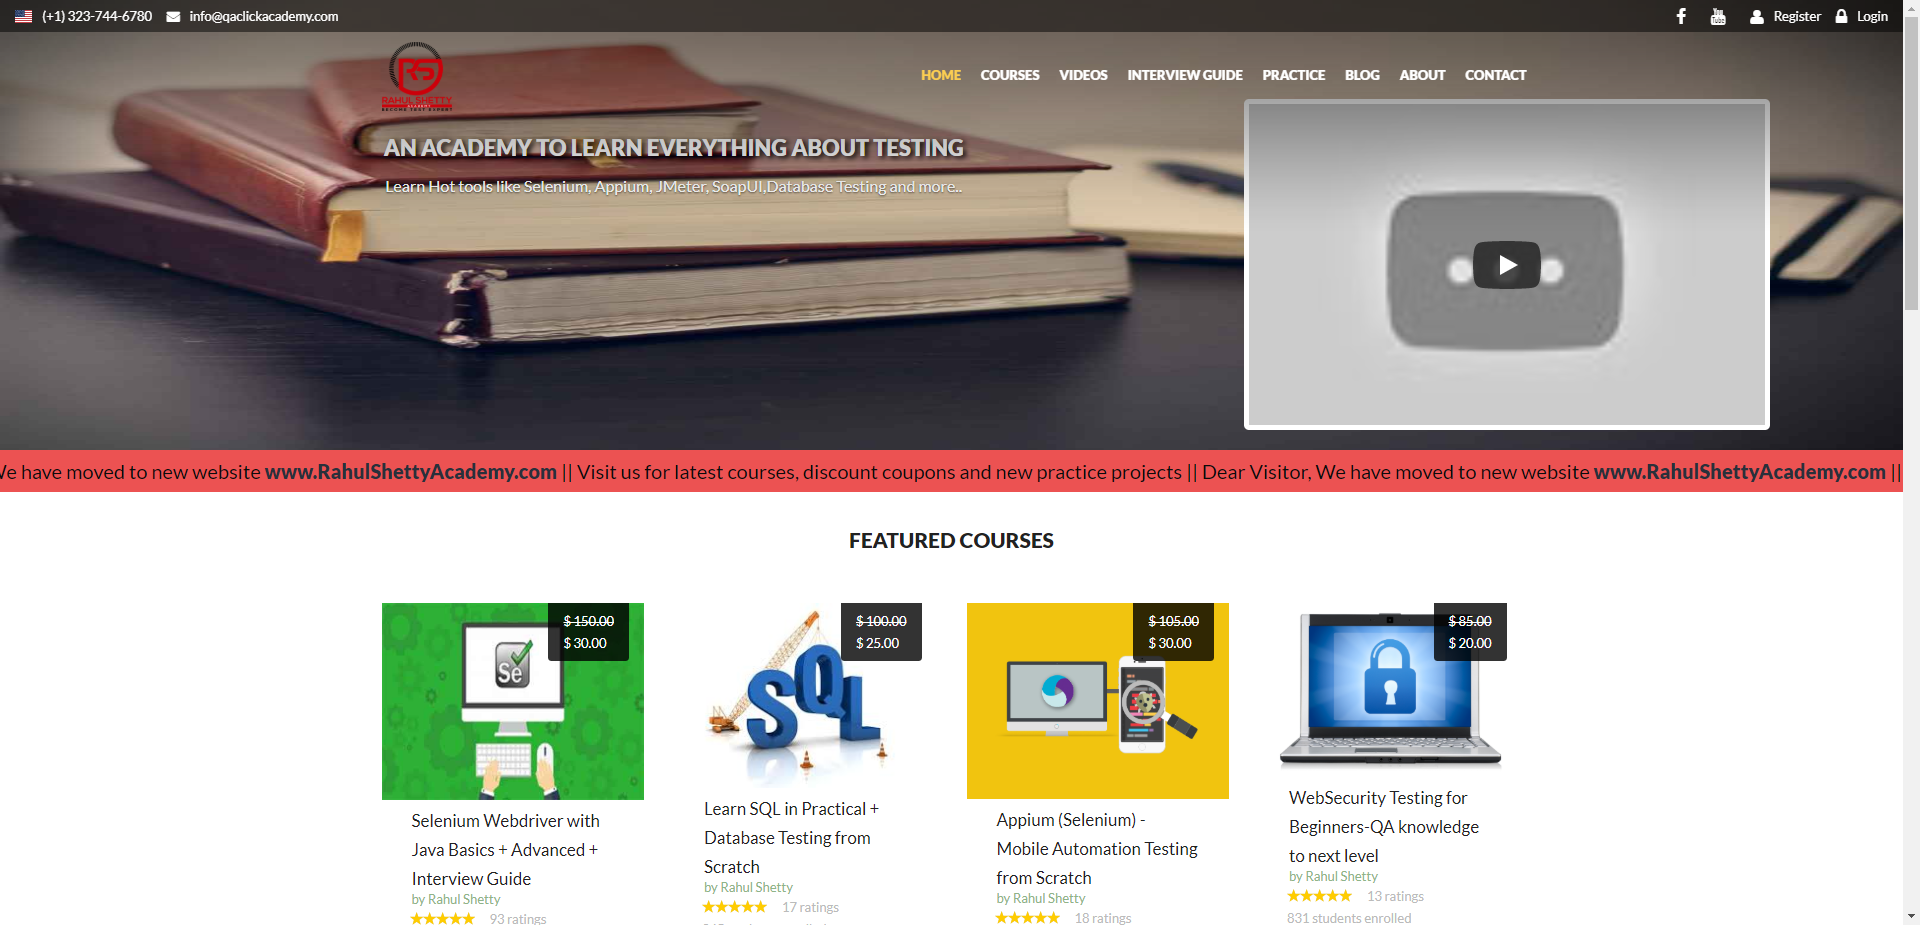 (+1) 323-744-6780 info@qaclickacademy.com
Register Login
RAHUL SHETTY
ACADEMY
HOME COURSES VIDEOS INTERVIEW GUIDE PRACTICE BLOG ABOUT CONTACT
AN ACADEMY TO LEARN EVERYTHING ABOUT TESTING
Learn Hot tools like Selenium, Appium, JMeter, SoapUI,Database Testing and more..
We have moved to new website www.RahulShettyAcademy.com || Visit us for latest courses, discount coupons and new practice projects || Dear Visitor, We have moved to new website www.RahulShettyAcademy.com ||
FEATURED COURSES
$ 150.00
$ 30.00
Se
Selenium Webdriver with
Java Basics + Advanced +
Interview Guide
by Rahul Shetty
93 ratings
$ 100.00
$ 25.00
SQL
Learn SQL in Practical +
Database Testing from
Scratch
by Rahul Shetty
17 ratings
$ 105.00
$ 30.00
Appium (Selenium) -
Mobile Automation Testing
from Scratch
by Rahul Shetty
18 ratings
$ 85.00
$ 20.00
WebSecurity Testing for
Beginners-QA knowledge
to next level
by Rahul Shetty
13 ratings
831 students enrolled